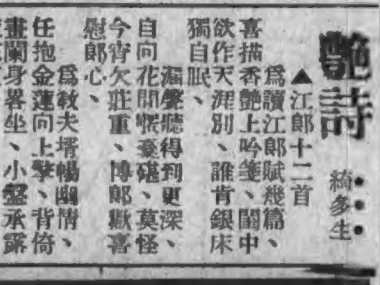 艷詩
綺多生
▲江郎十二首
爲讀江郎賦幾篇、
喜描香艷上吟箋、閨中
欲作天涯別、誰肯銀床
獨自眠、
漏聲聽得到更深、
自向花間
莫怪
今宵欠莊重、博郎歡喜
慰郎心、
爲敎夫壻暢幽情、
任抱金蓮向上擎、背倚
畫闌身畧坐、小盤承露